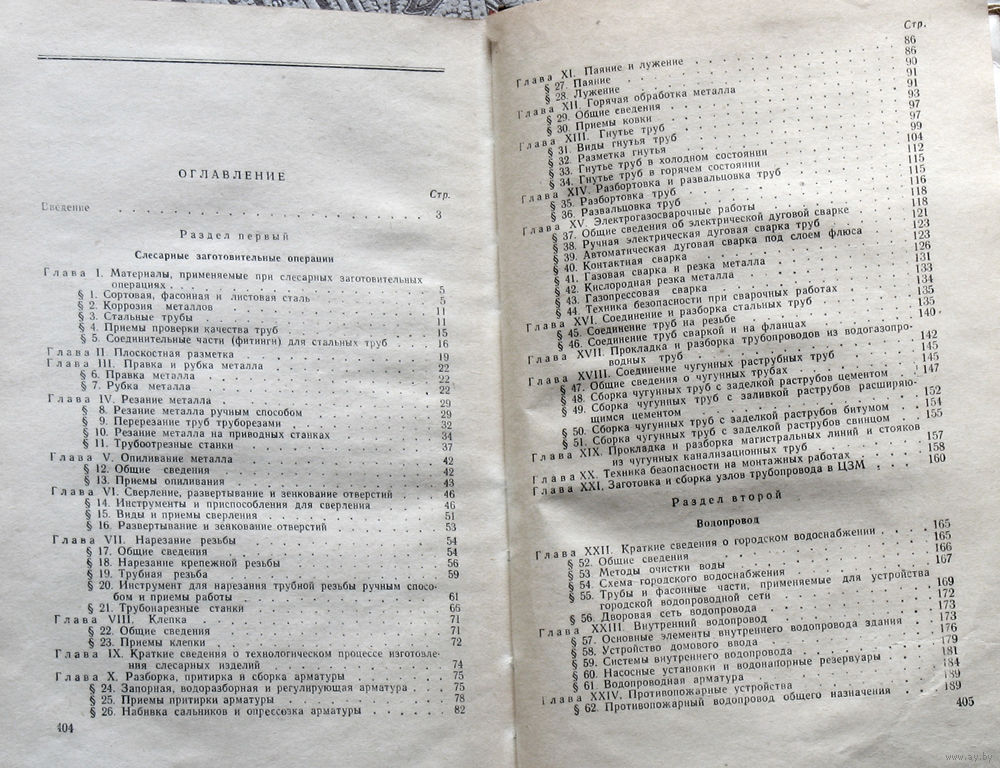 ОГЛАВЛЕНИЕ
Стр.
Введение 3
Раздел первый
Слесарные заготовительные операции
Глава I. Материалы, применяемые при слесарных заготовительных
операциях 5
§ 1. Сортовая, фасонная и листовая сталь 5
§ 2. Коррозия металлов 11
§ 3. Стальные трубы 11
§ 4. Приемы проверки качества труб 15
§ 5. Соединительные части (фитинги) для стальных труб 16
Глава II. Плоскостная разметка 19
Глава III. Правка и рубка металла 22
§ 6. Правка металла 22
§ 7. Рубка металла 22
Глава IV. Резание металла 29
§ 8. Резание металла ручным способом 29
§ 9. Перерезание труб труборезами 32
§ 10. Резание металла на приводных станках 34
§ 11. Трубоотрезные станки 37
Глава V. Опиливание металла 42
§ 12. Общие сведения 42
§ 13. Приемы опиливания 43
Глава VI. Сверление, развертывание и зенкование отверстий 46
§ 14. Инструменты и приспособления для сверления 46
§ 15. Виды и приемы сверления 51
§ 16. Развертывание и зенкование отверстий 53
Глава VII. Нарезание резьбы 54
§ 17. Общие сведения 54
§ 18. Нарезание крепежной резьбы 56
§ 19. Трубная резьба 59
§ 20. Инструмент для нарезания трубной резьбы ручным спосо-
бом и приемы работы 61
§ 21. Трубонарезные станки 65
Глава VIII. Клепка 71
§ 22. Общие сведения 71
§ 23. Приемы клепки 72
Глава IX. Краткие сведения о технологическом процессе изготовле-
ния слесарных изделий 74
Глава X. Разборка, притирка и сборка арматуры 75
§ 24. Запорная, водоразборная и регулирующая арматура 75
§ 25. Приемы притирки арматуры 78
§ 26. Набивка сальников и опрессовка арматуры 82
404
Стр.
Глава XI. Паяние и лужение 86
§ 27. Паяние 86
§ 28. Лужение 90
Глава XII. Горячая обработка металла 91
§ 29. Общие сведения 91
§ 30. Приемы ковки 93
Глава XIII. Гнутье труб 97
§ 31. Виды гнутья труб 97
§ 32. Разметка гнутья 99
§ 33. Гнутье труб в холодном состоянии 104
§ 34. Гнутье труб в горячем состоянии 112
Глава XIV. Разбортовка и развальцовка труб 115
§ 35. Разбортовка труб 115
§ 36. Развальцовка труб 116
Глава XV. Электрогазосварочные работы 118
§ 37. Общие сведения об электрической дуговой сварке 118
§ 38. Ручная электрическая дуговая сварка труб 121
§ 39. Автоматическая дуговая сварка под слоем флюса 123
§ 40. Контактная сварка 123
§ 41. Газовая сварка и резка металла 126
§ 42. Кислородная резка металла 131
§ 43. Газопрессовая сварка 133
§ 44. Техника безопасности при сварочных работах 134
Глава XVI. Соединение и разборка стальных труб 135
§ 45. Соединение труб на резьбе 135
§ 46. Соединение труб сваркой и на фланцах 140
Глава XVII. Прокладка и разборка трубопроводов из водогазопро-
водных труб 142
Глава XVIII. Соединение чугунных раструбных труб 145
§ 47. Общие сведения о чугунных трубах 145
§ 48. Сборка чугунных труб с заделкой раструбов цементом 147
§ 49. Сборка чугунных труб с заливкой раструбов расширяю-
щимся цементом 152
§ 50. Сборка чугунных труб с заделкой раструбов битумом 154
§ 51. Сборка чугунных труб с заделкой раструбов свинцом 155
Глава XIX. Прокладка и разборка магистральных линий и стояков
из чугунных канализационных труб 157
Глава XX. Техника безопасности на монтажных работах 158
Глава XXI. Заготовка и сборка узлов трубопровода в ЦЗМ 160
Раздел второй
Водопровод
Глава XXII. Краткие сведения о городском водоснабжении 165
§ 52. Общие сведения 165
§ 53 Методы очистки воды 166
§ 54. Схема городского водоснабжения 167
§ 55. Трубы и фасонные части, применяемые для устройства
городской водопроводной сети 169
§ 56. Дворовая сеть водопровода 172
Глава XXIII. Внутренний водопровод 173
§ 57. Основные элементы внутреннего водопровода здания 173
§ 58. Устройство домового ввода 176
§ 59. Системы внутреннего водопровода 179
§ 60. Насосные установки и водонапорные резервуары 181
§ 61 Водопроводная арматура 184
Глава XXIV. Противопожарные устройства 189
§ 62. Противопожарный водопровод общего назначения 189
405
www.ay.by